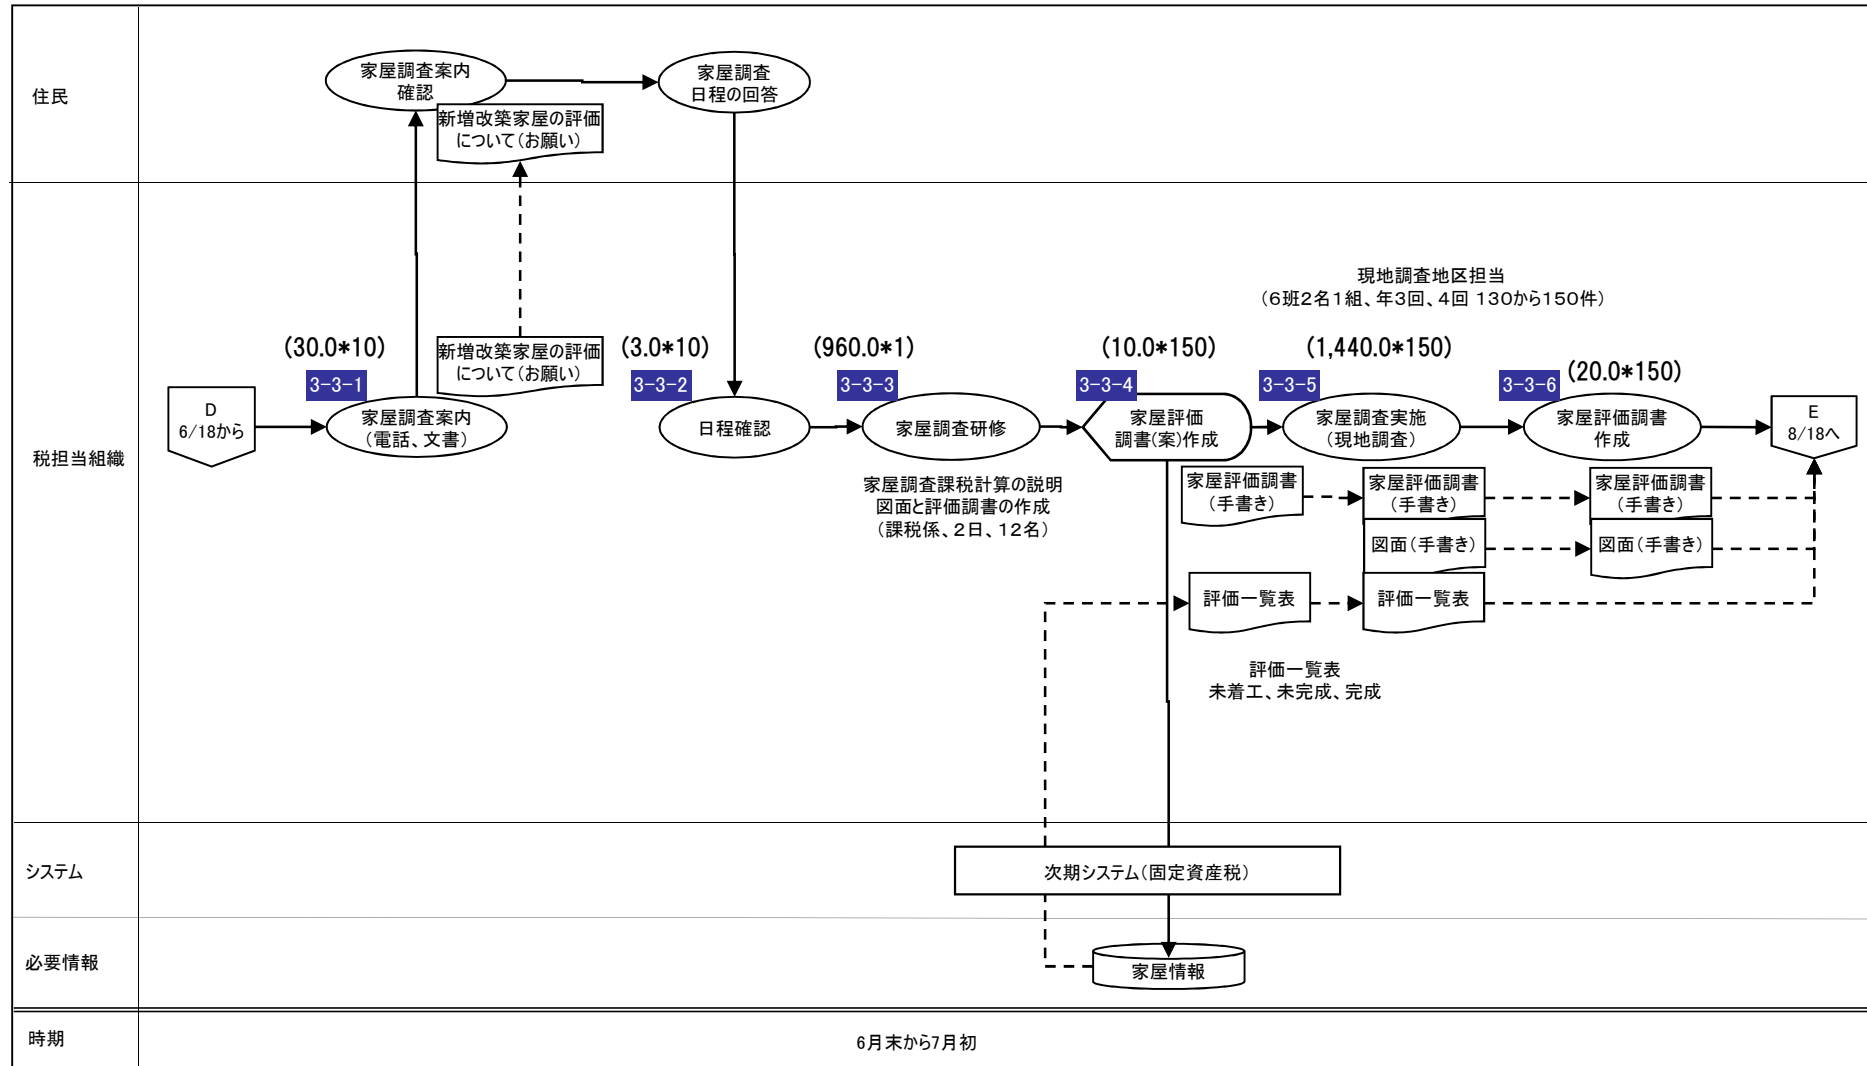 住民
家屋調査案内
確認
新増改築家屋の評価
について（お願い）
家屋調査
日程の回答
税担当組織
現地調査地区担当
（６班２名１組、年３回、４回 １３０から１５０件）
(30.0*10)
3-3-1
新増改築家屋の評価
について（お願い）
(3.0*10)
3-3-2
(960.0*1)
3-3-3
(10.0*150)
3-3-4
(1,440.0*150)
3-3-5
(20.0*150)
3-3-6
D
6/18から
家屋調査案内
（電話、文書）
日程確認
家屋調査研修
家屋評価
調書(案)作成
家屋調査実施
（現地調査）
家屋評価調書
作成
E
8/18へ
家屋調査課税計算の説明
図面と評価調書の作成
（課税係、２日、１２名）
家屋評価調書
（手書き）
家屋評価調書
（手書き）
家屋評価調書
（手書き）
図面（手書き）
図面（手書き）
評価一覧表
評価一覧表
評価一覧表
未着工、未完成、完成
システム
次期システム（固定資産税）
必要情報
家屋情報
時期
6月末から7月初